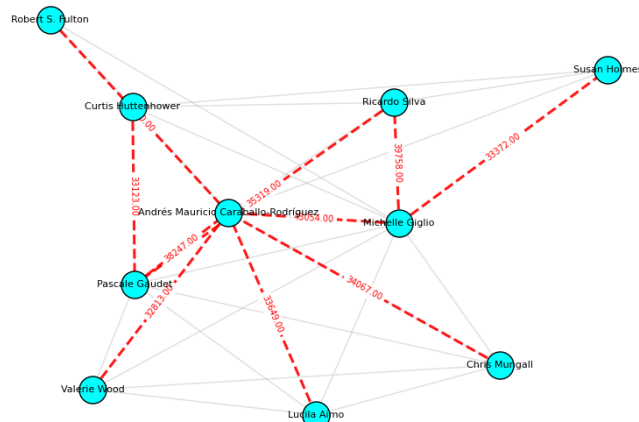 Robert S. Fulton
Susan Holmes
Curtis Huttenhower
Ricardo Silva
39758.00
33372.00
33123.00
35319.00
Andrés Mauricio Caraballo-Rodríguez
Michelle Giglio
38247.00
Pascale Gaudet
34067.00
32813.00
33649.00
Chris Mungall
Valerie Wood
Lucila Aimo